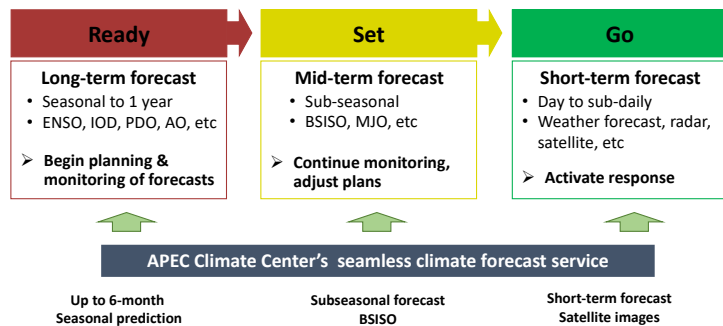 Ready
Set
Go
Long-term forecast
• Seasonal to 1 year
• ENSO, IOD, PDO, AO, etc
➢ Begin planning &
monitoring of forecasts
Mid-term forecast
• Sub-seasonal
• BSISO, MJO, etc
➢ Continue monitoring,
adjust plans
Short-term forecast
• Day to sub-daily
• Weather forecast, radar,
satellite, etc
➢ Activate response
APEC Climate Center's seamless climate forecast service
Up to 6-month
Seasonal prediction
Subseasonal forecast
BSISO
Short-term forecast
Satellite images